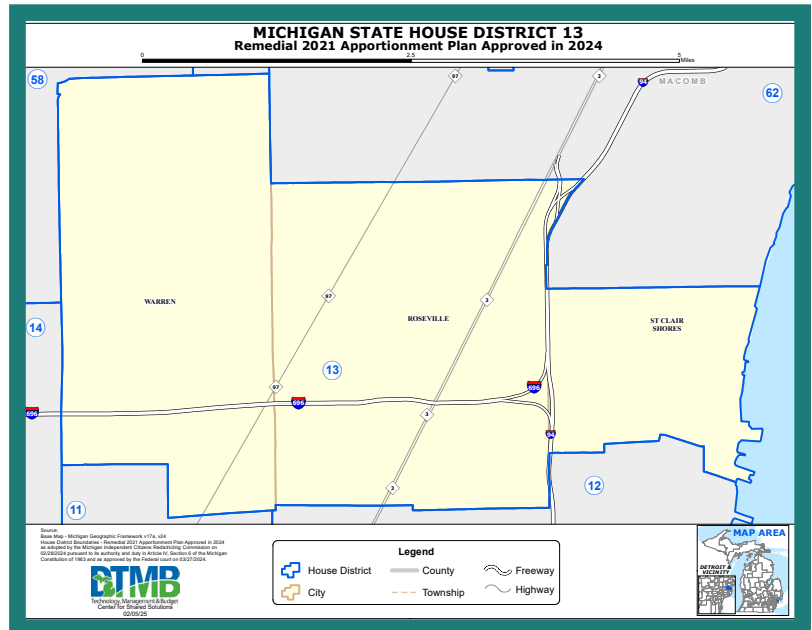 MICHIGAN STATE HOUSE DISTRICT 13
Remedial 2021 Apportionment Plan Approved in 2024
0 2.5 5
Miles
58
97
3
94
MACOMB
62
97
3
WARREN
ROSEVILLE
ST CLAIR
SHORES
14
13
97
696
696
696
3
94
3
12
11
Source:
Base Map - Michigan Geographic Framework v17a, v24
House District Boundaries - Remedial 2021 Apportionment Plan Approved in 2024
as adopted by the Michigan Independent Citizens Redistricting Commission on
02/28/2024 pursuant to its authority and duty in Article IV, Section 6 of the Michigan
Constitution of 1963 and as approved by the Federal court on 03/27/2024.
DTMB
Technology, Management & Budget
Center for Shared Solutions
02/05/25
Legend
House District
County
Freeway
City
Township
Highway
MAP AREA
DETROIT &
VICINITY